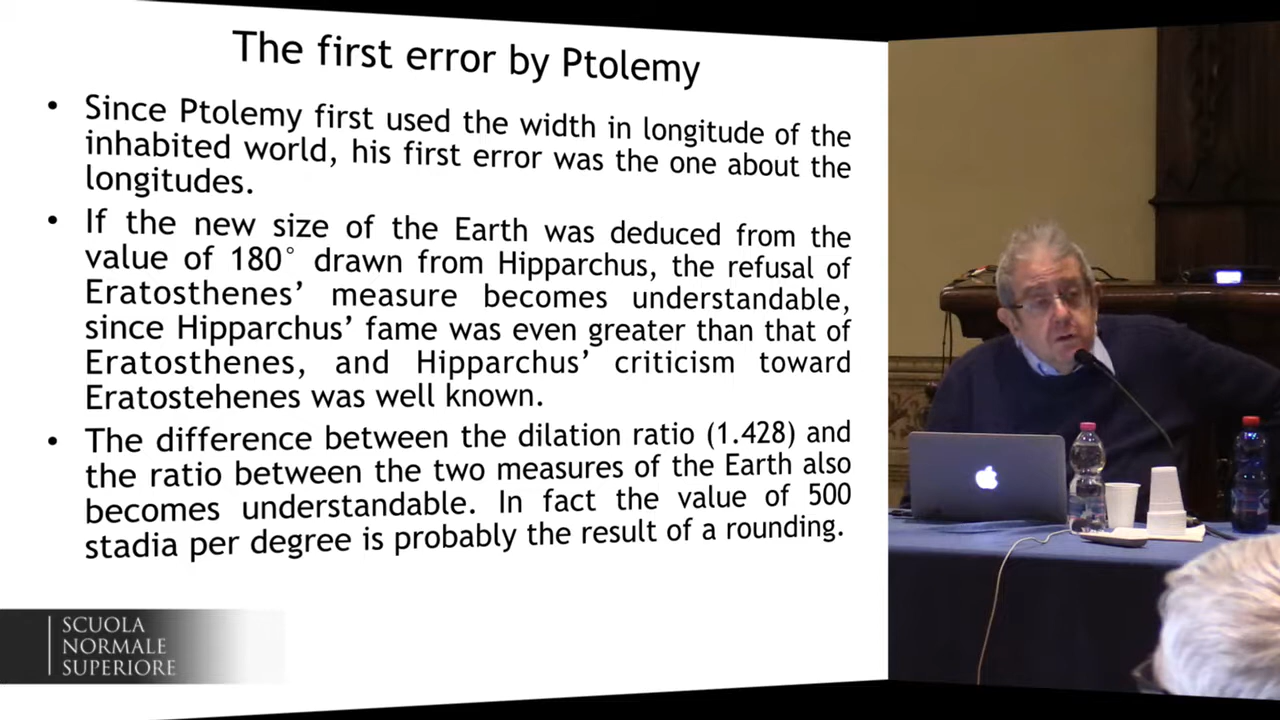 The first error by Ptolemy
• Since Ptolemy first used the width in longitude of the
inhabited world, his first error was the one about the
longitudes.
• If the new size of the Earth was deduced from the
value of 180° drawn from Hipparchus, the refusal of
Eratosthenes’ measure becomes understandable,
since Hipparchus’ fame was even greater than that of
Eratosthenes, and Hipparchus’ criticism toward
Eratostehenes was well known.
• The difference between the dilation ratio (1.428) and
the ratio between the two measures of the Earth also
becomes understandable. In fact the value of 500
stadia per degree is probably the result of a rounding.
SCUOLA
NORMALE
SUPERIORE